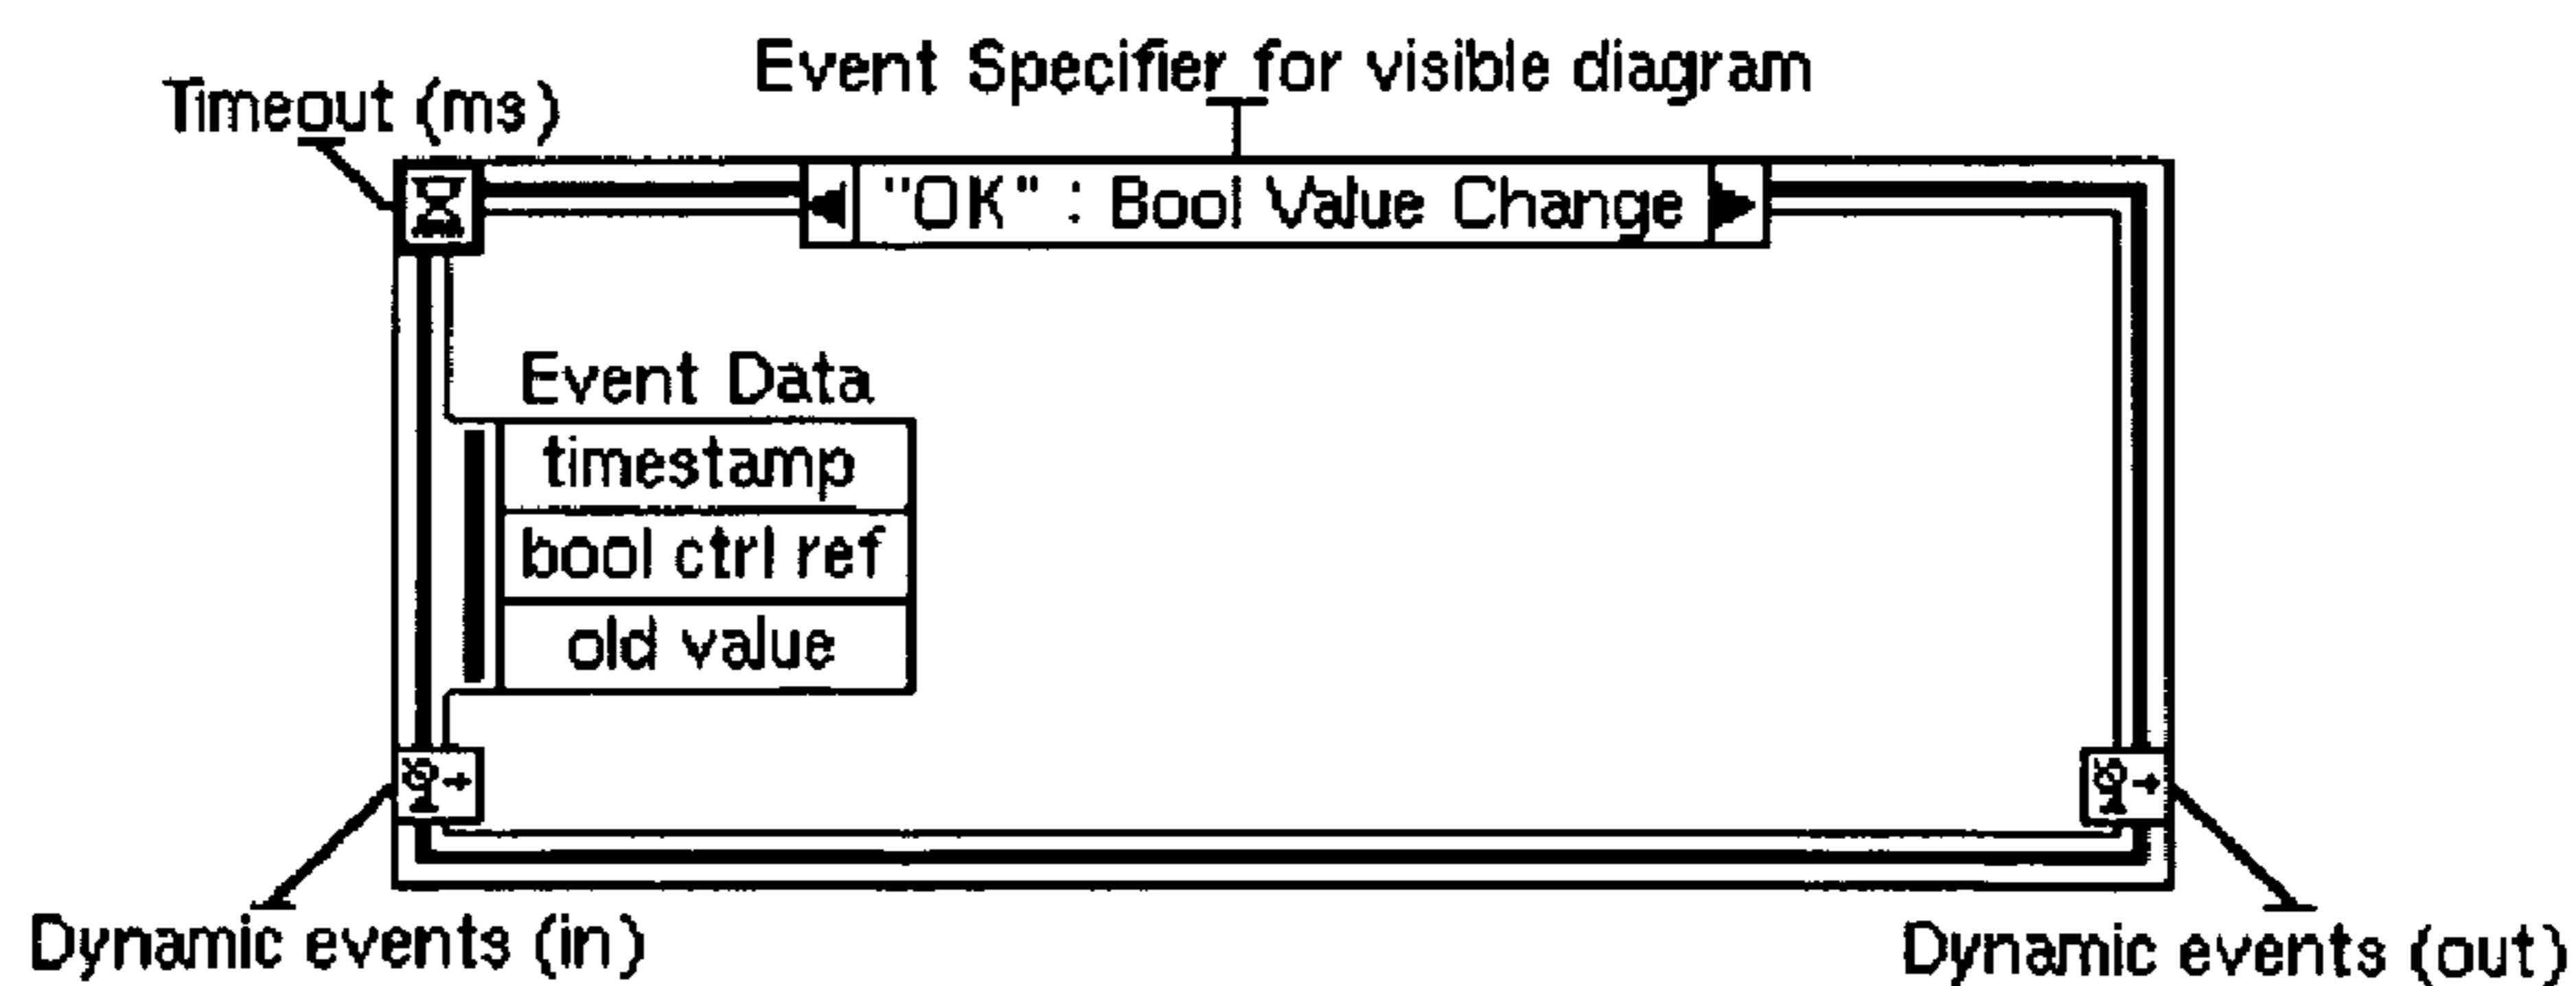 Event Specifier for visible diagram
Timeout (ms)
"OK" : Bool Value Change
Event Data
timestamp
bool ctrl ref
old value
Dynamic events (in)
Dynamic events (out)